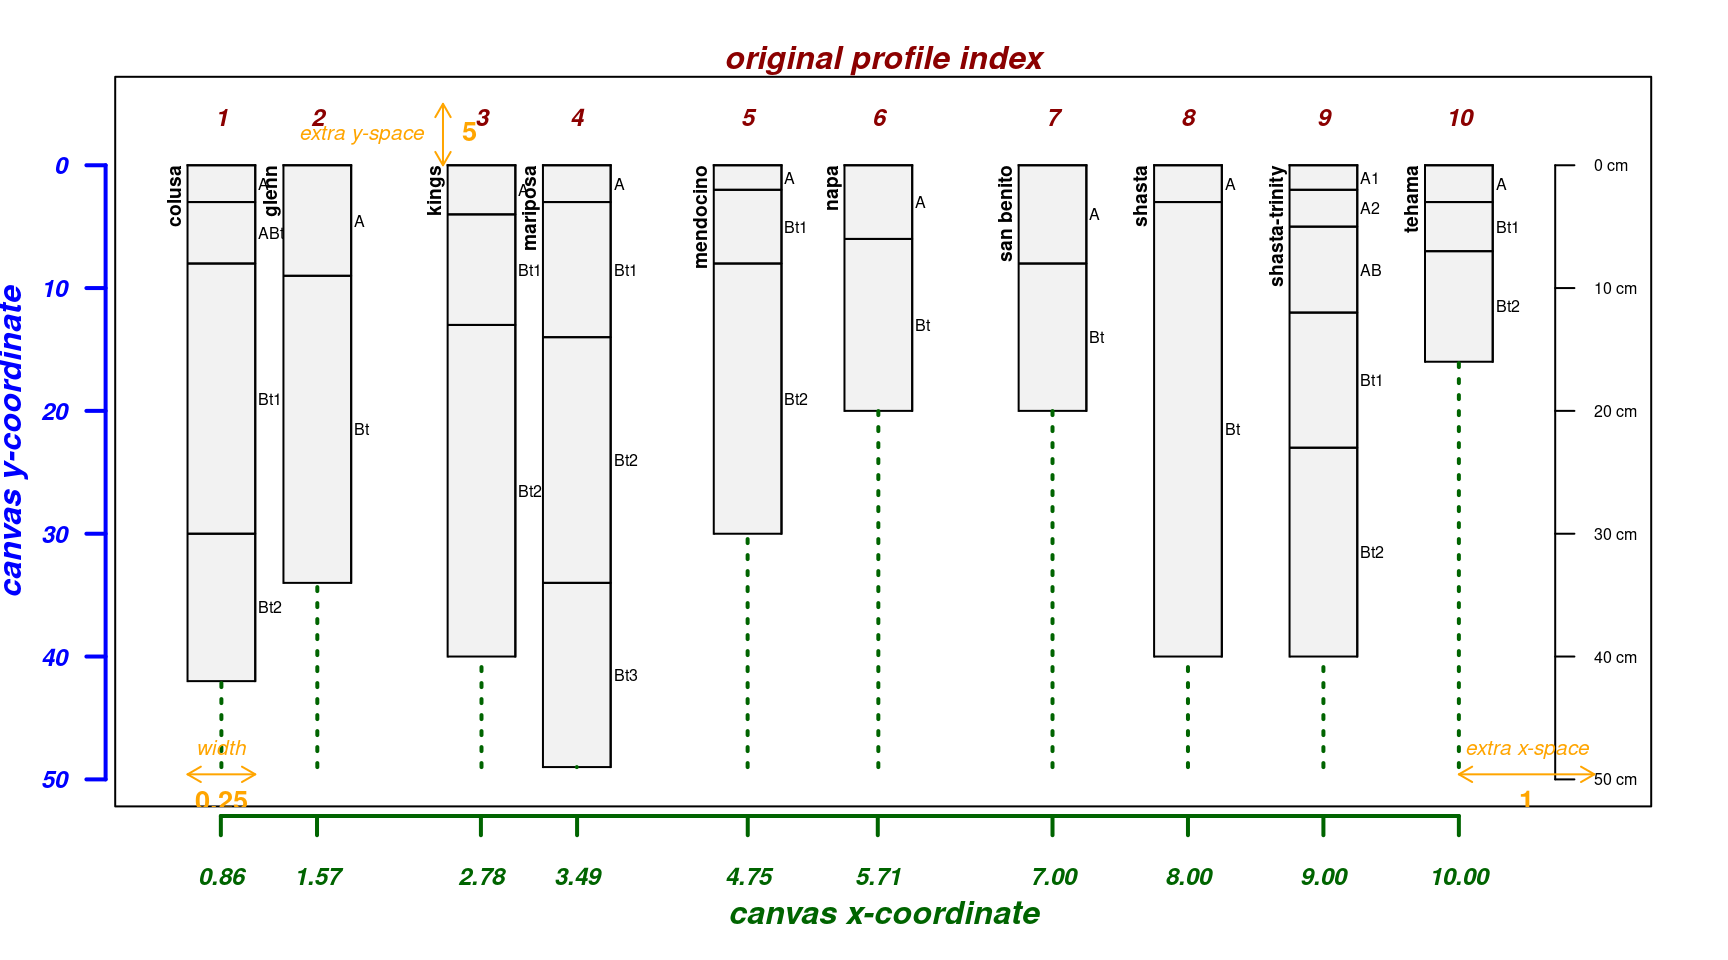 original profile index
1 2 3 4 5 6 7 8 9 10
extra y-space 5
canvas y-coordinate
0
10
20
30
40
50
colusa
A
ABt
Bt1
Bt2
glenn
A
Bt
kings
A
Bt1
Bt2
mariposa
A
Bt1
Bt2
Bt3
mendocino
A
Bt1
Bt2
napa
A
Bt
san benito
A
Bt
shasta
A
Bt
shasta-trinity
A1
A2
AB
Bt1
Bt2
tehama
A
Bt1
Bt2
0 cm
10 cm
20 cm
30 cm
40 cm
50 cm
width
0.25
extra x-space
1
0.86 1.57 2.78 3.49 4.75 5.71 7.00 8.00 9.00 10.00
canvas x-coordinate